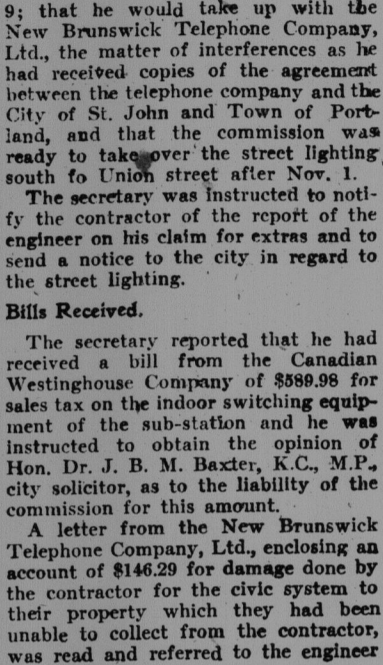 9; that he would take up with the
New Brunswick Telephone Company,
Ltd., the matter of interferences as he
had received copies of the agreement
between the telephone company and the
City of St. John and Town of Port-
land, and that the commission was
ready to take over the street lighting
south fo Union street after Nov. 1.
The secretary was instructed to noti-
fy the contractor of the report of the
engineer on his claim for extras and to
send a notice to the city in regard to
the street lighting.
Bills Received.
The secretary reported that he had
received a bill from the Canadian
Westinghouse Company of $589.98 for
sales tax on the indoor switching equip-
ment of the sub-station and he was
instructed to obtain the opinion of
Hon. Dr. J. B. M. Baxter, K.C., M.P.,
city solicitor, as to the liability of the
commission for this amount.
A letter from the New Brunswick
Telephone Company, Ltd., enclosing an
account of $146.29 for damage done by
the contractor for the civic system to
their property which they had been
unable to collect from the contractor,
was read and referred to the engineer